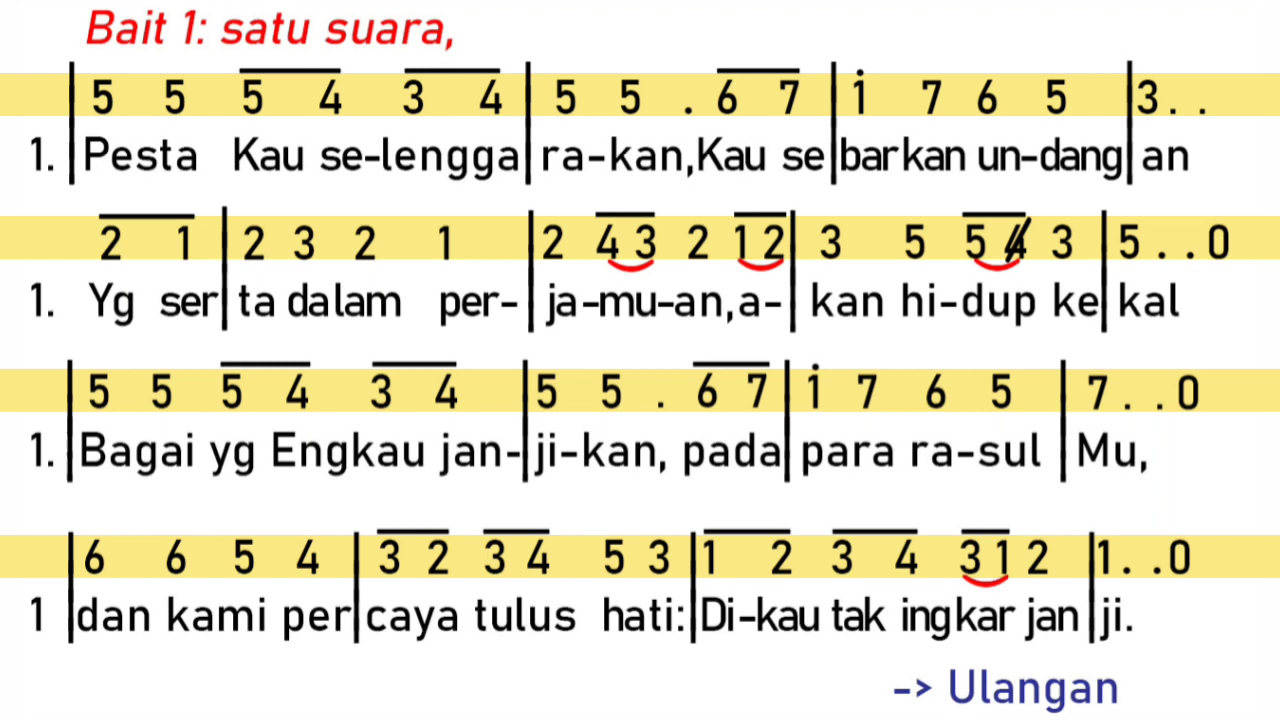 Bait 1: satu suara,
| 5 5 5 4 3 4 | 5 5 . 6 7 | i 7 6 5 | 3 . .
1. | Pesta Kau se-lengga | ra-kan,Kau se | barkan un-dang | an
2 1 | 2 3 2 1 | 2 4 3 2 1 2 | 3 5 5 4̸ 3 | 5 . . 0
1. Yg ser | ta dalam per- | ja-mu-an,a- | kan hi-dup ke | kal
| 5 5 5 4 3 4 | 5 5 . 6 7 | i 7 6 5 | 7 . . 0
1. | Bagai yg Engkau jan- | ji-kan, pada | para ra-sul | Mu,
| 6 6 5 4 | 3 2 3 4 5 3 | 1 2 3 4 3 1 2 | 1 . . 0
1 | dan kami per | caya tulus hati: | Di-kau tak ingkar jan | ji.
-> Ulangan